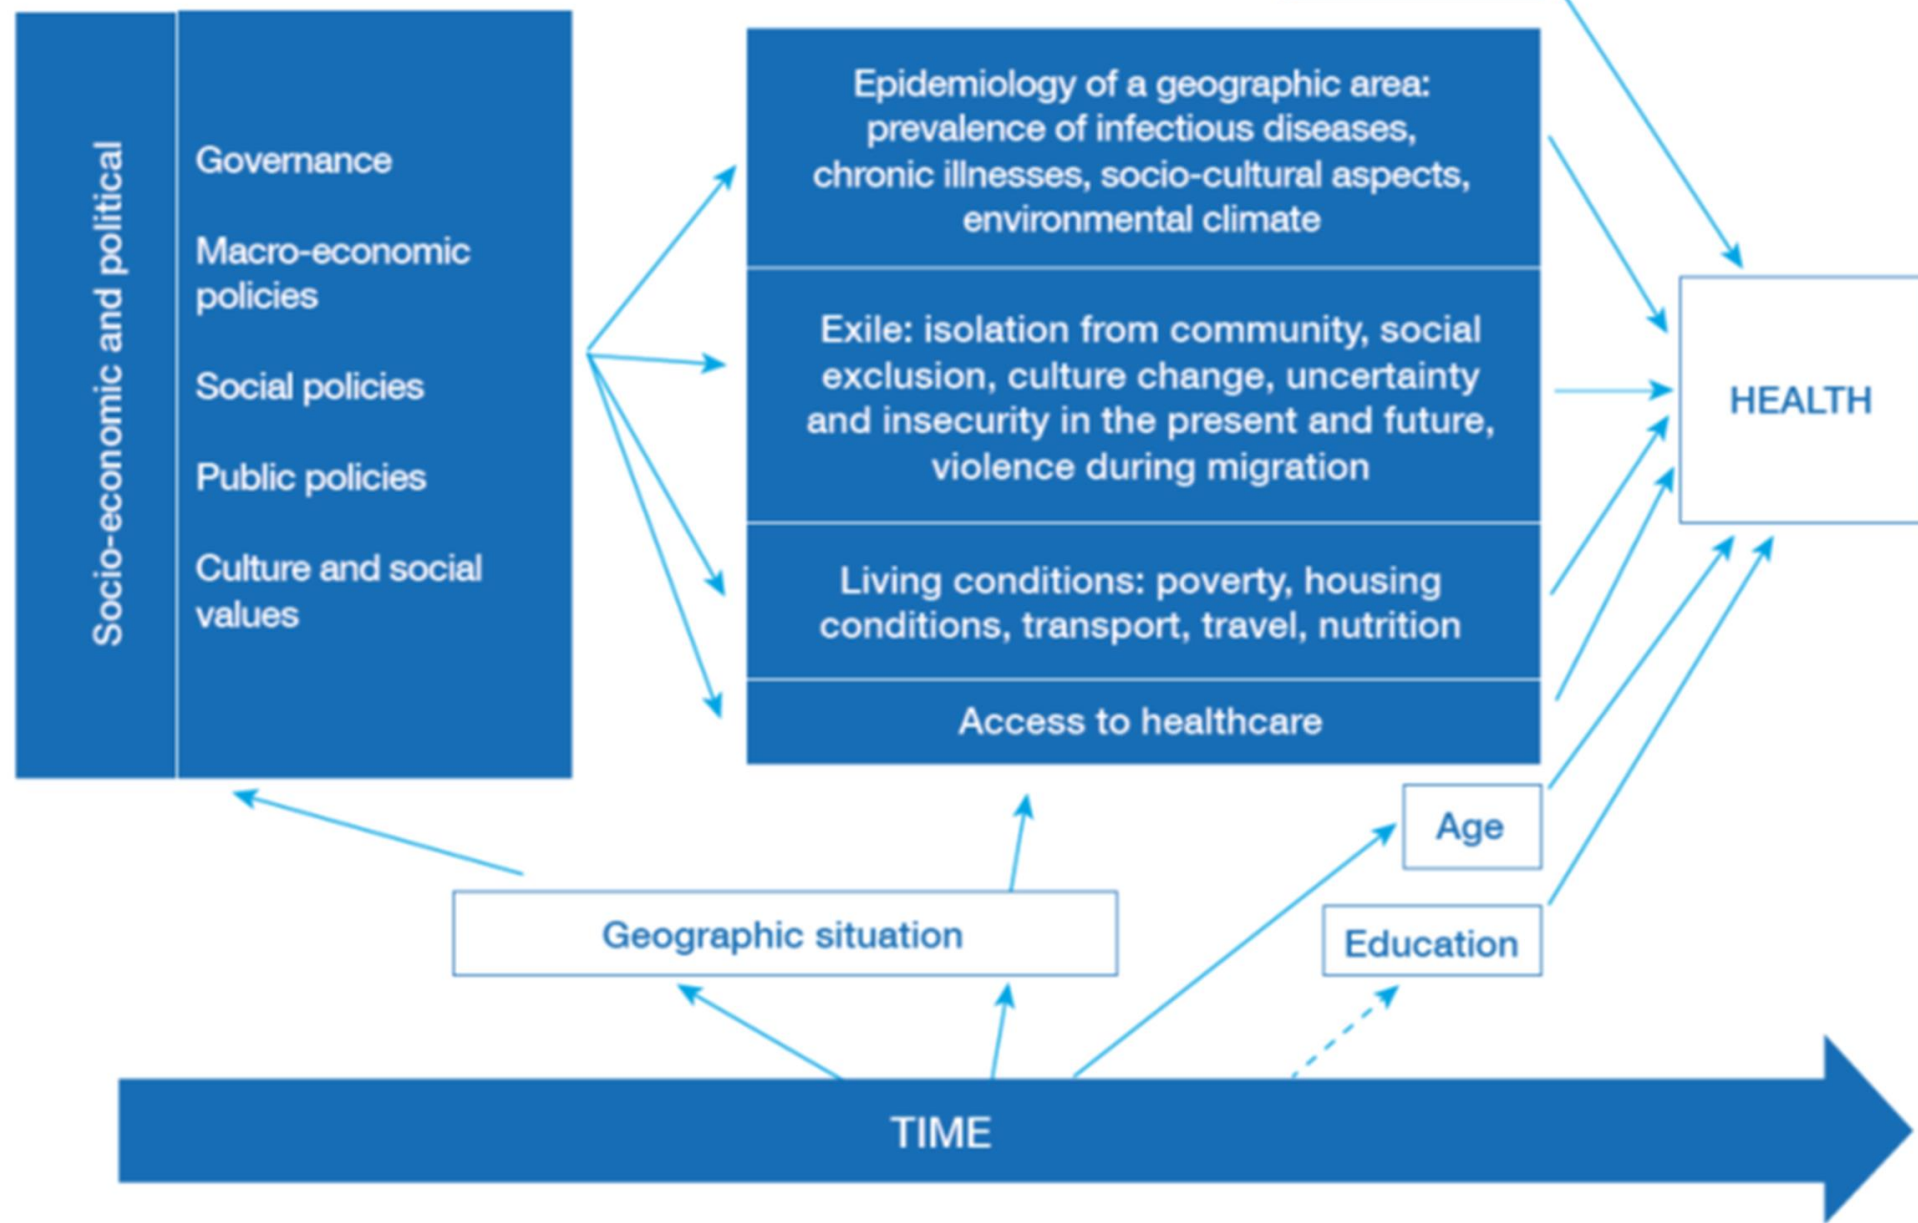 Socio-economic and political
Governance
Macro-economic
policies
Social policies
Public policies
Culture and social
values
Epidemiology of a geographic area:
prevalence of infectious diseases,
chronic illnesses, socio-cultural aspects,
environmental climate
Exile: isolation from community, social
exclusion, culture change, uncertainty
and insecurity in the present and future,
violence during migration
Living conditions: poverty, housing
conditions, transport, travel, nutrition
Access to healthcare
HEALTH
Age
Education
Geographic situation
TIME